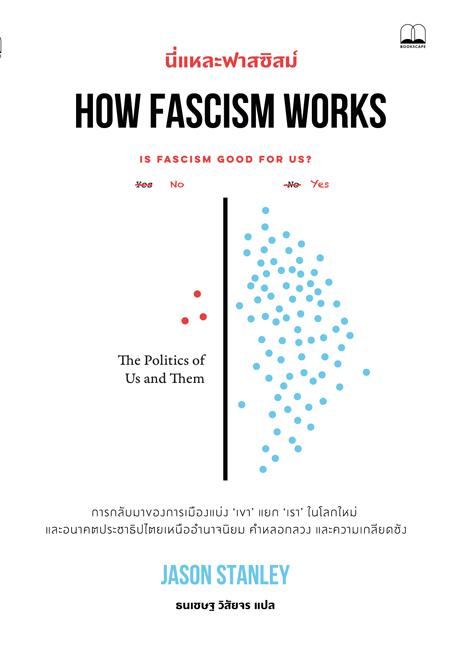 BOOKSCAPE
นี่แหละฟาสซิสม์
HOW FASCISM WORKS
IS FASCISM GOOD FOR US?
Yes No
No Yes
The Politics of
Us and Them
การกลับมาของการเมืองแบ่ง ‘เขา’ แยก ‘เรา’ ในโลกใหม่
และอนาคตประชาธิปไตยเหนืออำนาจนิยม คำหลอกลวง และความเกลียดชัง
JASON STANLEY
ธนเชษฐ วิสัยจร แปล